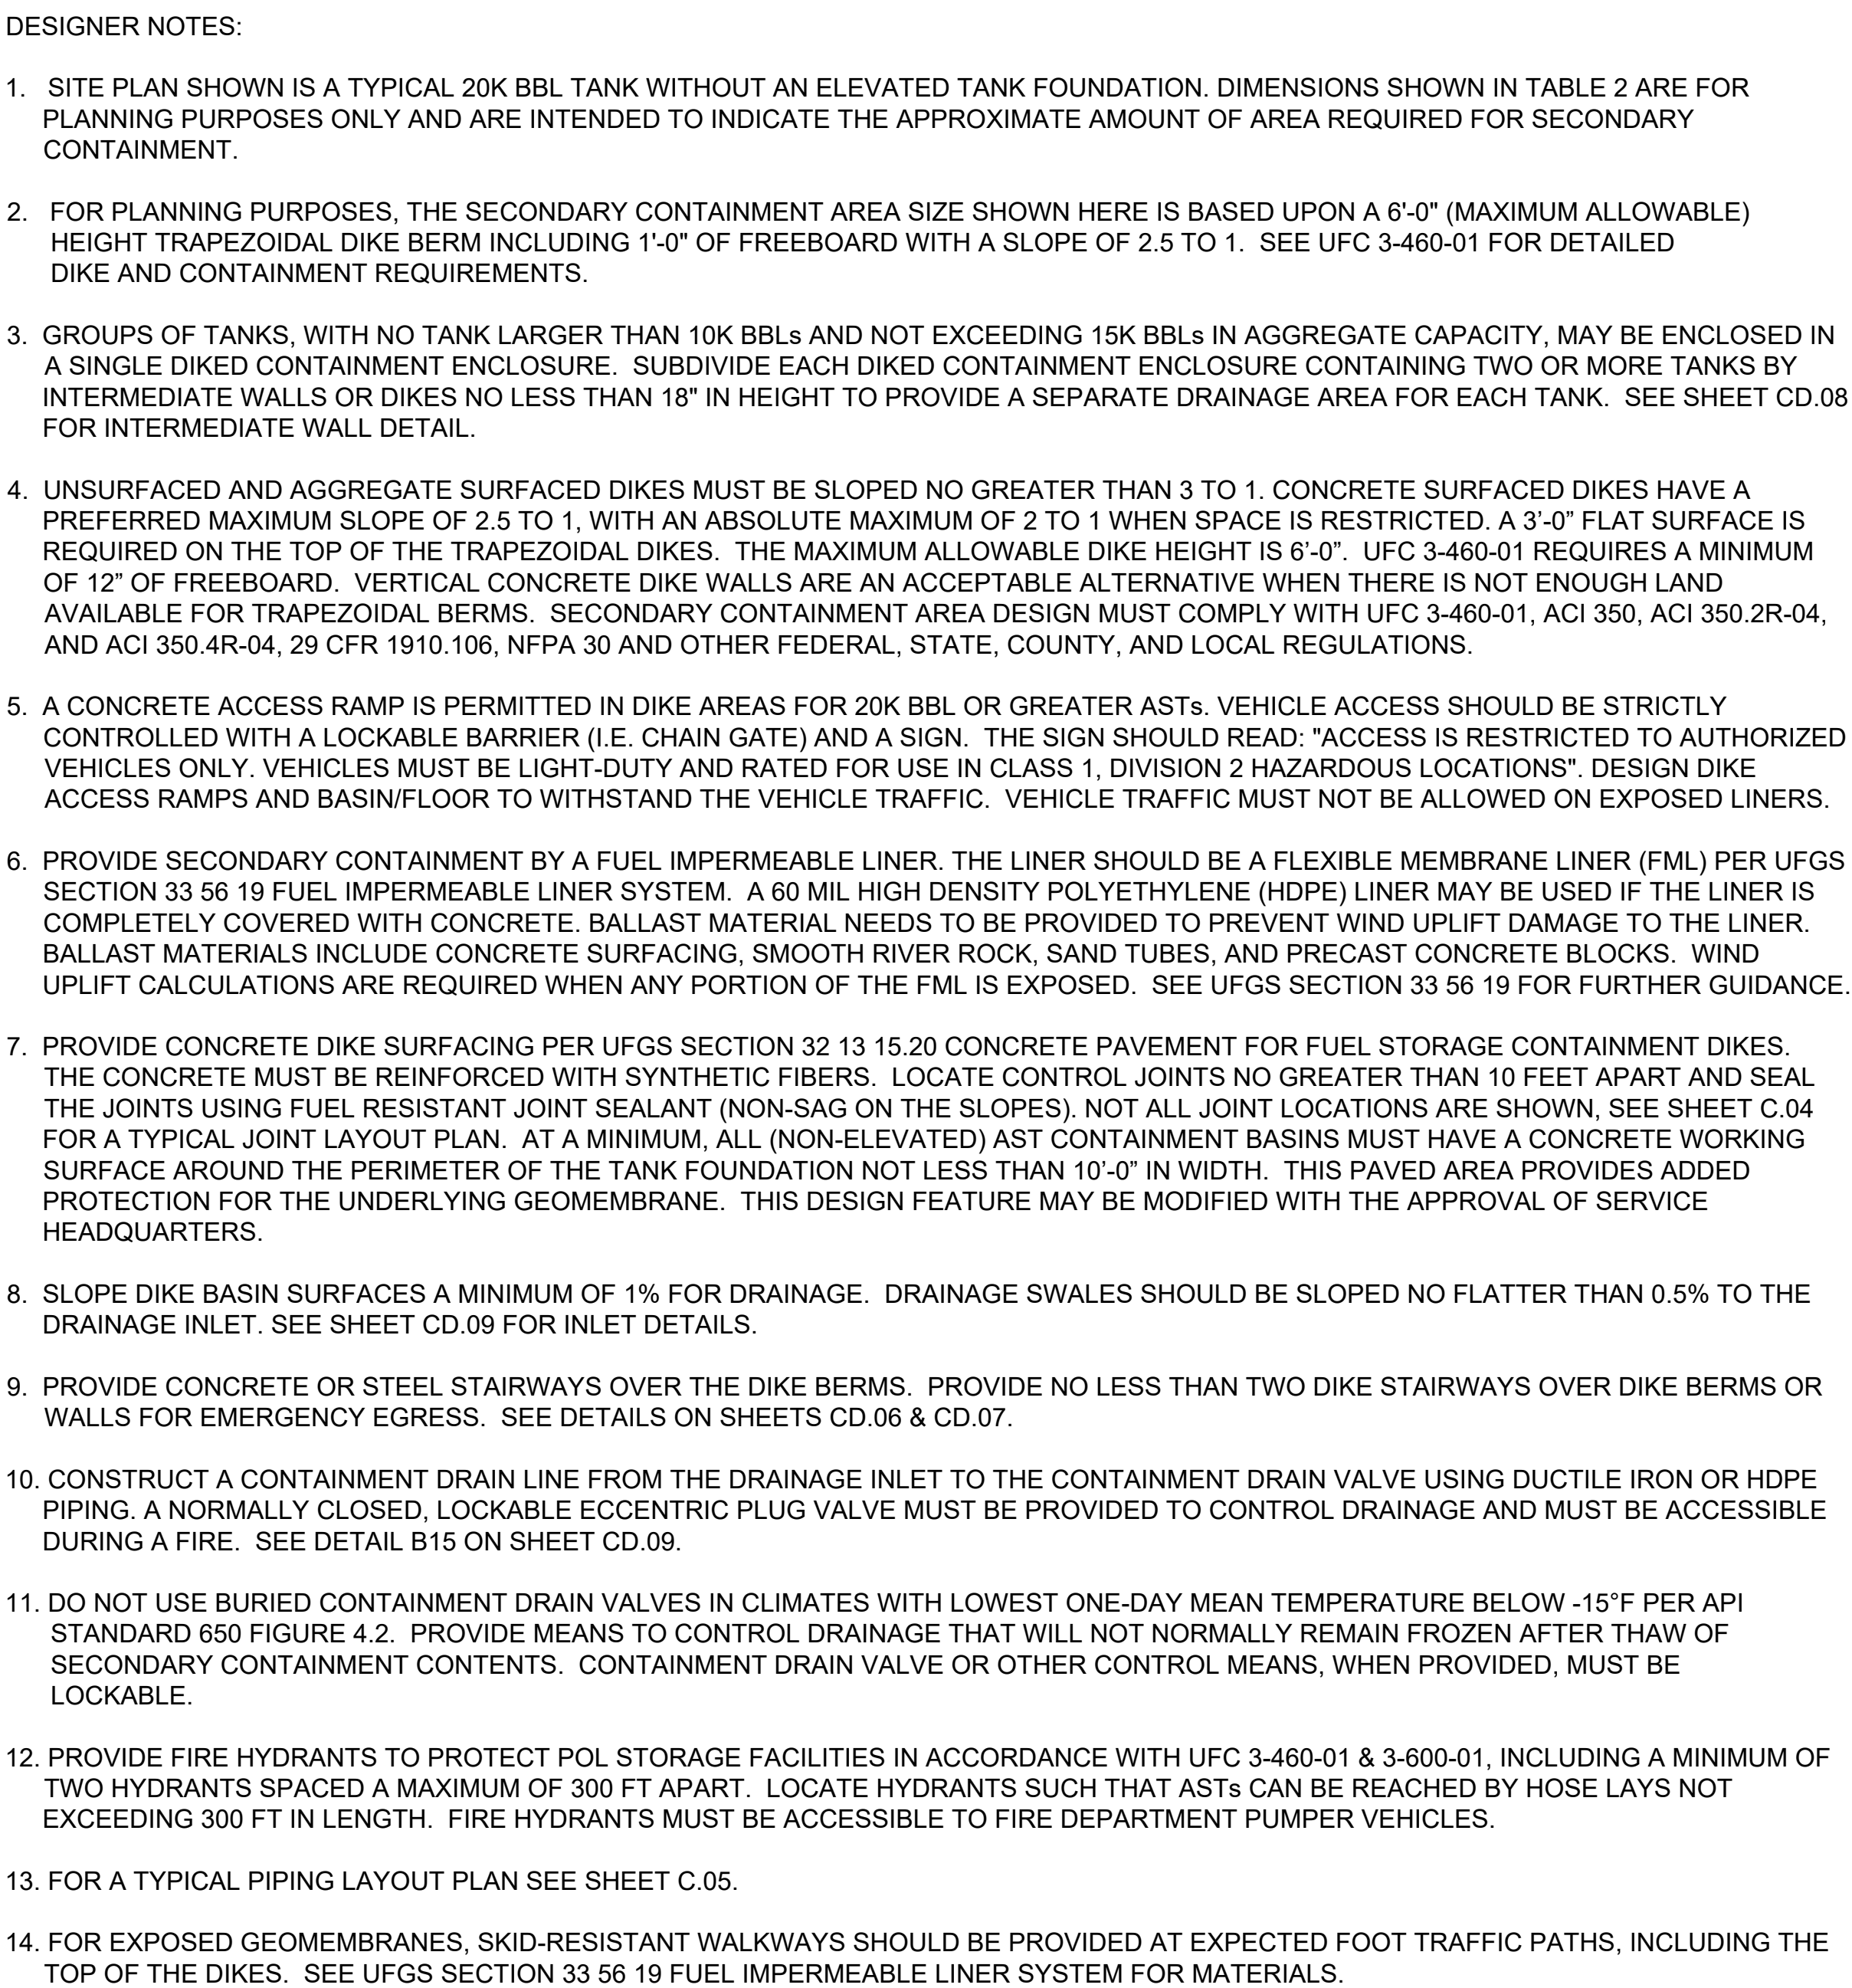 DESIGNER NOTES:
1. SITE PLAN SHOWN IS A TYPICAL 20K BBL TANK WITHOUT AN ELEVATED TANK FOUNDATION. DIMENSIONS SHOWN IN TABLE 2 ARE FOR
PLANNING PURPOSES ONLY AND ARE INTENDED TO INDICATE THE APPROXIMATE AMOUNT OF AREA REQUIRED FOR SECONDARY
CONTAINMENT.
2. FOR PLANNING PURPOSES, THE SECONDARY CONTAINMENT AREA SIZE SHOWN HERE IS BASED UPON A 6'-0" (MAXIMUM ALLOWABLE)
HEIGHT TRAPEZOIDAL DIKE BERM INCLUDING 1'-0" OF FREEBOARD WITH A SLOPE OF 2.5 TO 1. SEE UFC 3-460-01 FOR DETAILED
DIKE AND CONTAINMENT REQUIREMENTS.
3. GROUPS OF TANKS, WITH NO TANK LARGER THAN 10K BBLs AND NOT EXCEEDING 15K BBLs IN AGGREGATE CAPACITY, MAY BE ENCLOSED IN
A SINGLE DIKED CONTAINMENT ENCLOSURE. SUBDIVIDE EACH DIKED CONTAINMENT ENCLOSURE CONTAINING TWO OR MORE TANKS BY
INTERMEDIATE WALLS OR DIKES NO LESS THAN 18" IN HEIGHT TO PROVIDE A SEPARATE DRAINAGE AREA FOR EACH TANK. SEE SHEET CD.08
FOR INTERMEDIATE WALL DETAIL.
4. UNSURFACED AND AGGREGATE SURFACED DIKES MUST BE SLOPED NO GREATER THAN 3 TO 1. CONCRETE SURFACED DIKES HAVE A
PREFERRED MAXIMUM SLOPE OF 2.5 TO 1, WITH AN ABSOLUTE MAXIMUM OF 2 TO 1 WHEN SPACE IS RESTRICTED. A 3’-0” FLAT SURFACE IS
REQUIRED ON THE TOP OF THE TRAPEZOIDAL DIKES. THE MAXIMUM ALLOWABLE DIKE HEIGHT IS 6’-0”. UFC 3-460-01 REQUIRES A MINIMUM
OF 12” OF FREEBOARD. VERTICAL CONCRETE DIKE WALLS ARE AN ACCEPTABLE ALTERNATIVE WHEN THERE IS NOT ENOUGH LAND
AVAILABLE FOR TRAPEZOIDAL BERMS. SECONDARY CONTAINMENT AREA DESIGN MUST COMPLY WITH UFC 3-460-01, ACI 350, ACI 350.2R-04,
AND ACI 350.4R-04, 29 CFR 1910.106, NFPA 30 AND OTHER FEDERAL, STATE, COUNTY, AND LOCAL REGULATIONS.
5. A CONCRETE ACCESS RAMP IS PERMITTED IN DIKE AREAS FOR 20K BBL OR GREATER ASTs. VEHICLE ACCESS SHOULD BE STRICTLY
CONTROLLED WITH A LOCKABLE BARRIER (I.E. CHAIN GATE) AND A SIGN. THE SIGN SHOULD READ: "ACCESS IS RESTRICTED TO AUTHORIZED
VEHICLES ONLY. VEHICLES MUST BE LIGHT-DUTY AND RATED FOR USE IN CLASS 1, DIVISION 2 HAZARDOUS LOCATIONS". DESIGN DIKE
ACCESS RAMPS AND BASIN/FLOOR TO WITHSTAND THE VEHICLE TRAFFIC. VEHICLE TRAFFIC MUST NOT BE ALLOWED ON EXPOSED LINERS.
6. PROVIDE SECONDARY CONTAINMENT BY A FUEL IMPERMEABLE LINER. THE LINER SHOULD BE A FLEXIBLE MEMBRANE LINER (FML) PER UFGS
SECTION 33 56 19 FUEL IMPERMEABLE LINER SYSTEM. A 60 MIL HIGH DENSITY POLYETHYLENE (HDPE) LINER MAY BE USED IF THE LINER IS
COMPLETELY COVERED WITH CONCRETE. BALLAST MATERIAL NEEDS TO BE PROVIDED TO PREVENT WIND UPLIFT DAMAGE TO THE LINER.
BALLAST MATERIALS INCLUDE CONCRETE SURFACING, SMOOTH RIVER ROCK, SAND TUBES, AND PRECAST CONCRETE BLOCKS. WIND
UPLIFT CALCULATIONS ARE REQUIRED WHEN ANY PORTION OF THE FML IS EXPOSED. SEE UFGS SECTION 33 56 19 FOR FURTHER GUIDANCE.
7. PROVIDE CONCRETE DIKE SURFACING PER UFGS SECTION 32 13 15.20 CONCRETE PAVEMENT FOR FUEL STORAGE CONTAINMENT DIKES.
THE CONCRETE MUST BE REINFORCED WITH SYNTHETIC FIBERS. LOCATE CONTROL JOINTS NO GREATER THAN 10 FEET APART AND SEAL
THE JOINTS USING FUEL RESISTANT JOINT SEALANT (NON-SAG ON THE SLOPES). NOT ALL JOINT LOCATIONS ARE SHOWN, SEE SHEET C.04
FOR A TYPICAL JOINT LAYOUT PLAN. AT A MINIMUM, ALL (NON-ELEVATED) AST CONTAINMENT BASINS MUST HAVE A CONCRETE WORKING
SURFACE AROUND THE PERIMETER OF THE TANK FOUNDATION NOT LESS THAN 10’-0” IN WIDTH. THIS PAVED AREA PROVIDES ADDED
PROTECTION FOR THE UNDERLYING GEOMEMBRANE. THIS DESIGN FEATURE MAY BE MODIFIED WITH THE APPROVAL OF SERVICE
HEADQUARTERS.
8. SLOPE DIKE BASIN SURFACES A MINIMUM OF 1% FOR DRAINAGE. DRAINAGE SWALES SHOULD BE SLOPED NO FLATTER THAN 0.5% TO THE
DRAINAGE INLET. SEE SHEET CD.09 FOR INLET DETAILS.
9. PROVIDE CONCRETE OR STEEL STAIRWAYS OVER THE DIKE BERMS. PROVIDE NO LESS THAN TWO DIKE STAIRWAYS OVER DIKE BERMS OR
WALLS FOR EMERGENCY EGRESS. SEE DETAILS ON SHEETS CD.06 & CD.07.
10. CONSTRUCT A CONTAINMENT DRAIN LINE FROM THE DRAINAGE INLET TO THE CONTAINMENT DRAIN VALVE USING DUCTILE IRON OR HDPE
PIPING. A NORMALLY CLOSED, LOCKABLE ECCENTRIC PLUG VALVE MUST BE PROVIDED TO CONTROL DRAINAGE AND MUST BE ACCESSIBLE
DURING A FIRE. SEE DETAIL B15 ON SHEET CD.09.
11. DO NOT USE BURIED CONTAINMENT DRAIN VALVES IN CLIMATES WITH LOWEST ONE-DAY MEAN TEMPERATURE BELOW -15°F PER API
STANDARD 650 FIGURE 4.2. PROVIDE MEANS TO CONTROL DRAINAGE THAT WILL NOT NORMALLY REMAIN FROZEN AFTER THAW OF
SECONDARY CONTAINMENT CONTENTS. CONTAINMENT DRAIN VALVE OR OTHER CONTROL MEANS, WHEN PROVIDED, MUST BE
LOCKABLE.
12. PROVIDE FIRE HYDRANTS TO PROTECT POL STORAGE FACILITIES IN ACCORDANCE WITH UFC 3-460-01 & 3-600-01, INCLUDING A MINIMUM OF
TWO HYDRANTS SPACED A MAXIMUM OF 300 FT APART. LOCATE HYDRANTS SUCH THAT ASTs CAN BE REACHED BY HOSE LAYS NOT
EXCEEDING 300 FT IN LENGTH. FIRE HYDRANTS MUST BE ACCESSIBLE TO FIRE DEPARTMENT PUMPER VEHICLES.
13. FOR A TYPICAL PIPING LAYOUT PLAN SEE SHEET C.05.
14. FOR EXPOSED GEOMEMBRANES, SKID-RESISTANT WALKWAYS SHOULD BE PROVIDED AT EXPECTED FOOT TRAFFIC PATHS, INCLUDING THE
TOP OF THE DIKES. SEE UFGS SECTION 33 56 19 FUEL IMPERMEABLE LINER SYSTEM FOR MATERIALS.